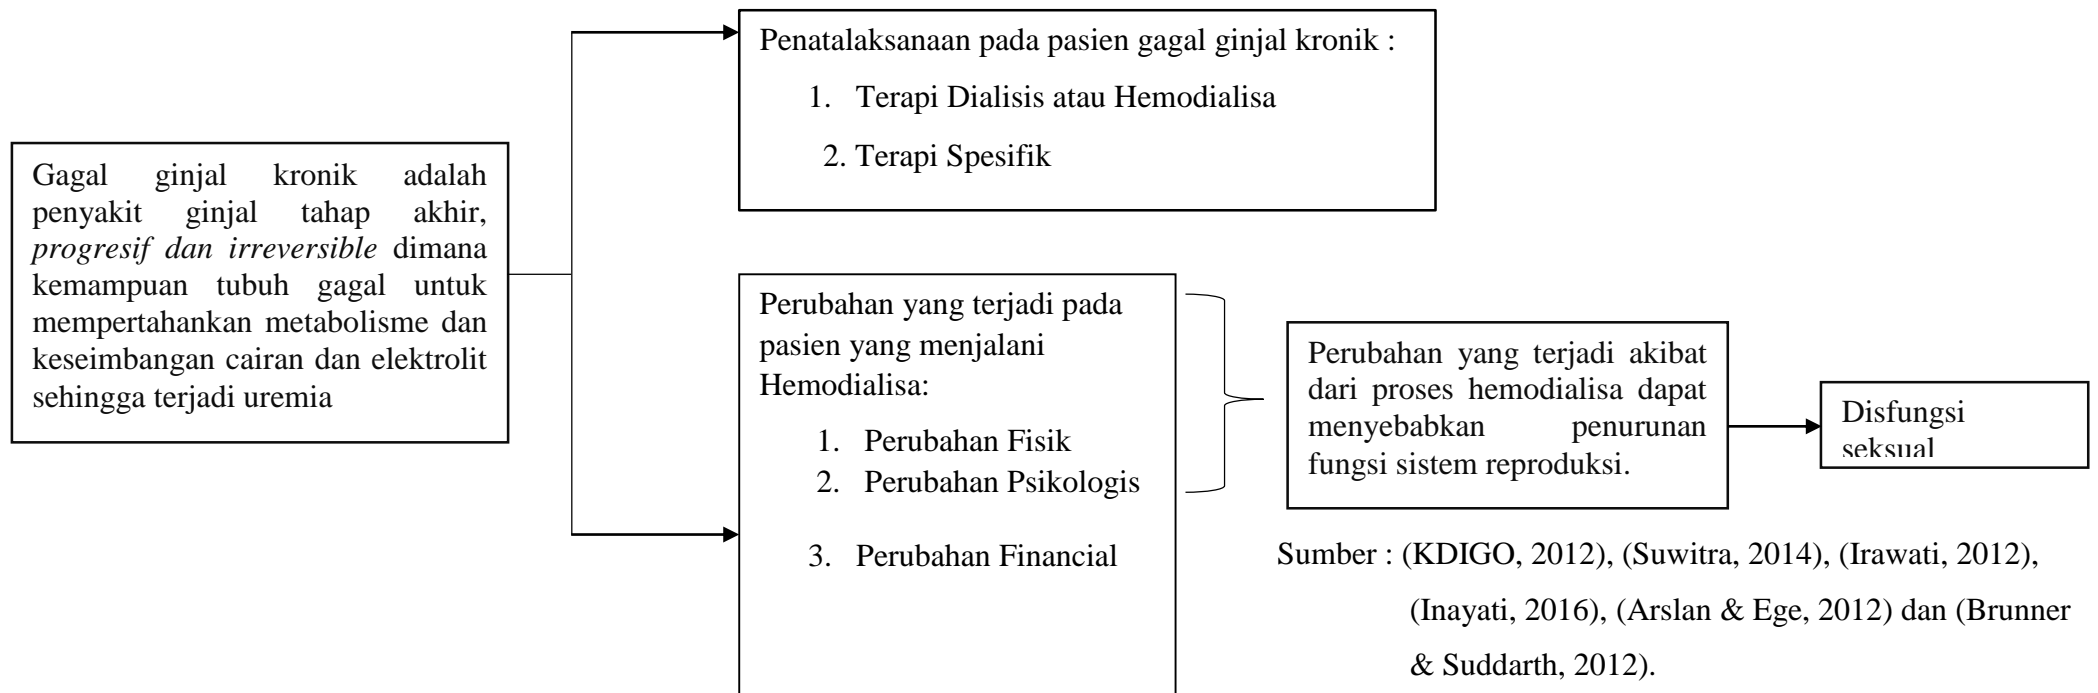 Penatalaksanaan pada pasien gagal ginjal kronik :
1. Terapi Dialisis atau Hemodialisa
2. Terapi Spesifik
Gagal ginjal kronik adalah
penyakit ginjal tahap akhir,
progresif dan irreversible dimana
kemampuan tubuh gagal untuk
mempertahankan metabolisme dan
keseimbangan cairan dan elektrolit
sehingga terjadi uremia
Perubahan yang terjadi pada
pasien yang menjalani
Hemodialisa:
1. Perubahan Fisik
2. Perubahan Psikologis
3. Perubahan Financial
Perubahan yang terjadi akibat
dari proses hemodialisa dapat
menyebabkan penurunan
fungsi sistem reproduksi.
Disfungsi
seksual
Sumber : (KDIGO, 2012), (Suwitra, 2014), (Irawati, 2012),
(Inayati, 2016), (Arslan & Ege, 2012) dan (Brunner
& Suddarth, 2012).